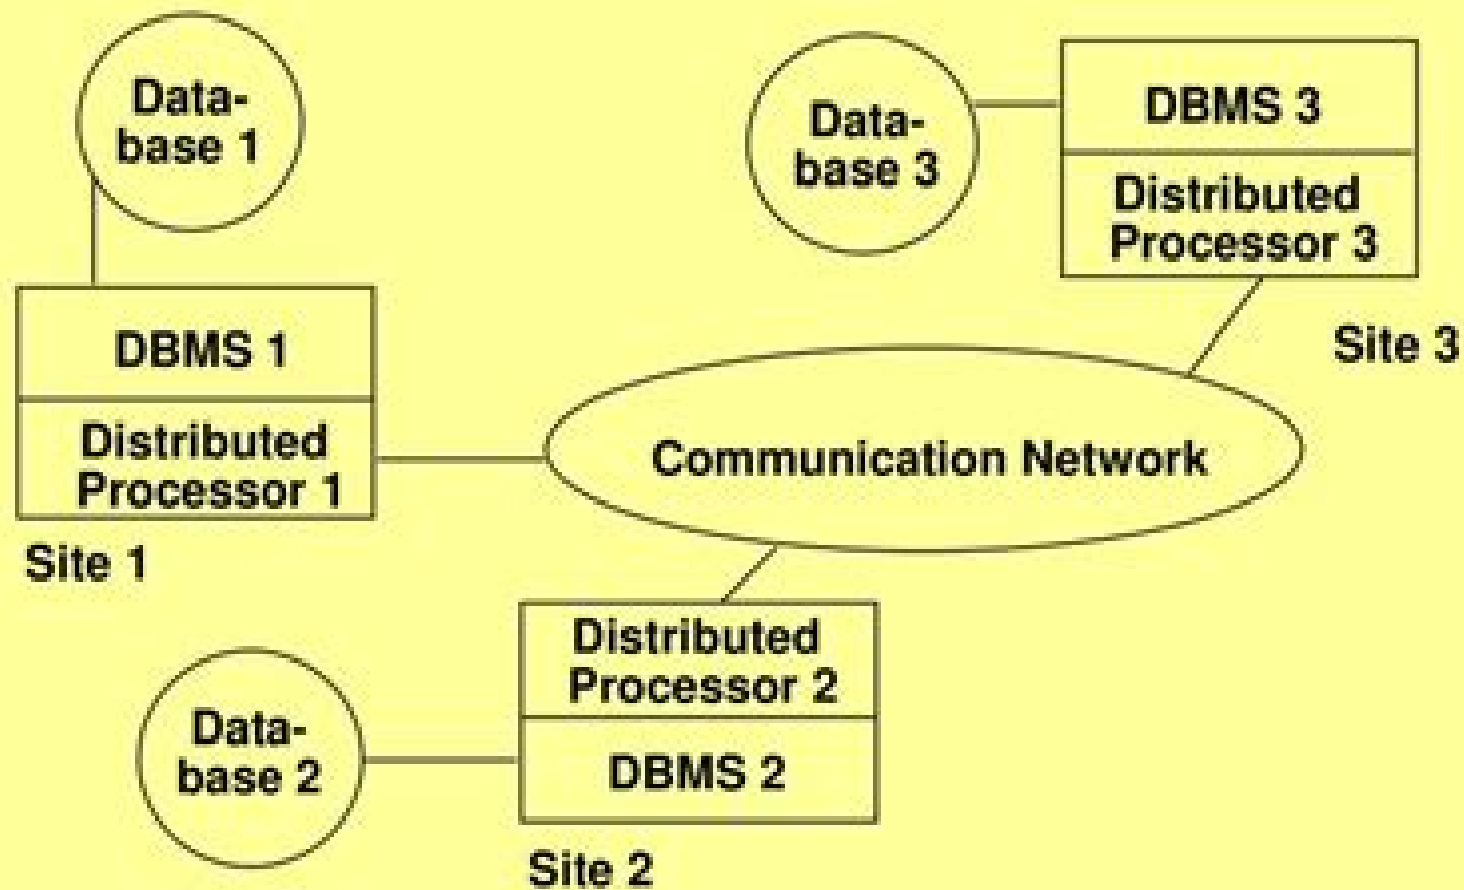 Data-
base 1
DBMS 1
Distributed
Processor 1
Site 1
Data-
base 3
DBMS 3
Distributed
Processor 3
Site 3
Communication Network
Distributed
Processor 2
DBMS 2
Data-
base 2
Site 2